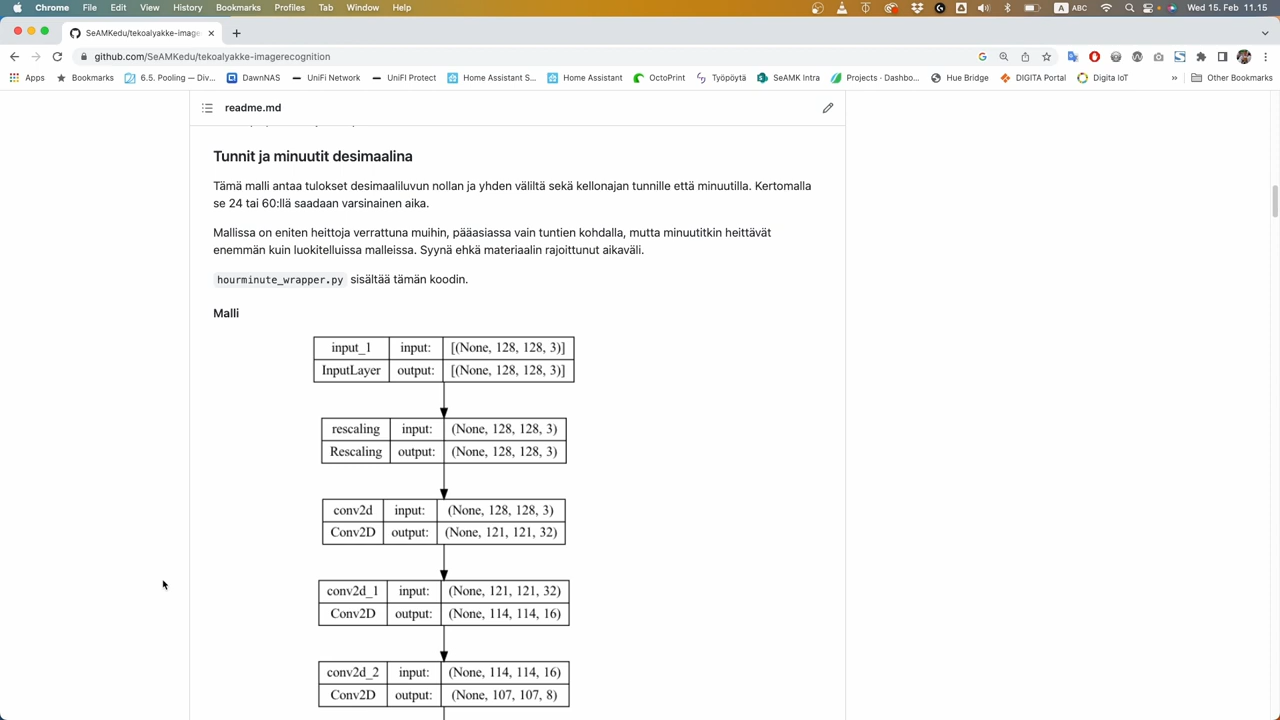 Chrome File Edit View History Bookmarks Profiles Tab Window Help A ABC Wed 15. Feb 11.15
SeAMKedu/tekoalyakke-image
github.com/SeAMKedu/tekoalyakke-imagerecognition
Apps Bookmarks 6.5. Pooling — Div... DawnNAS UniFi Network UniFi Protect Home Assistant S... Home Assistant OctoPrint Työpöytä SeAMK Intra Projects · Dashbo... Hue Bridge DIGITA Portal Digita IoT » Other Bookmarks
readme.md
Tunnit ja minuutit desimaalina
Tämä malli antaa tulokset desimaaliluvun nollan ja yhden väliltä sekä kellonajan tunnille että minuutilla. Kertomalla
se 24 tai 60:llä saadaan varsinainen aika.
Mallissa on eniten heittoja verrattuna muihin, pääasiassa vain tuntien kohdalla, mutta minuutitkin heittävät
enemmän kuin luokitelluissa malleissa. Syynä ehkä materiaalin rajoittunut aikaväli.
hourminute_wrapper.py sisältää tämän koodin.
Malli
input_1 input: [(None, 128, 128, 3)]
InputLayer output: [(None, 128, 128, 3)]
rescaling input: (None, 128, 128, 3)
Rescaling output: (None, 128, 128, 3)
conv2d input: (None, 128, 128, 3)
Conv2D output: (None, 121, 121, 32)
conv2d_1 input: (None, 121, 121, 32)
Conv2D output: (None, 114, 114, 16)
conv2d_2 input: (None, 114, 114, 16)
Conv2D output: (None, 107, 107, 8)